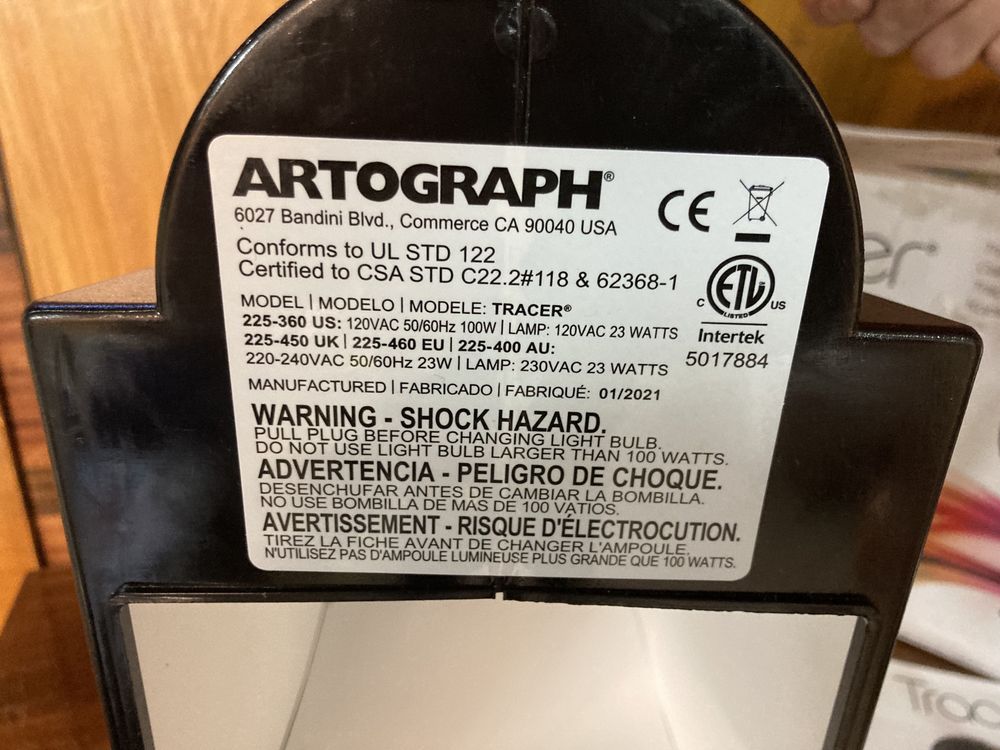 ARTOGRAPH®
6027 Bandini Blvd., Commerce CA 90040 USA
CE
Conforms to UL STD 122
Certified to CSA STD C22.2#118 & 62368-1
C ETL US
LISTED
Intertek
5017884
MODEL | MODELO | MODELE: TRACER®
225-360 US: 120VAC 50/60Hz 100W | LAMP: 120VAC 23 WATTS
225-450 UK | 225-460 EU | 225-400 AU:
220-240VAC 50/60Hz 23W | LAMP: 230VAC 23 WATTS
MANUFACTURED | FABRICADO | FABRIQUÉ: 01/2021
WARNING - SHOCK HAZARD.
PULL PLUG BEFORE CHANGING LIGHT BULB.
DO NOT USE LIGHT BULB LARGER THAN 100 WATTS.
ADVERTENCIA - PELIGRO DE CHOQUE.
DESENCHUFAR ANTES DE CAMBIAR LA BOMBILLA.
NO USE BOMBILLA DE MAS DE 100 VATIOS.
AVERTISSEMENT - RISQUE D'ÉLECTROCUTION.
TIREZ LA FICHE AVANT DE CHANGER L'AMPOULE.
N'UTILISEZ PAS D'AMPOULE LUMINEUSE PLUS GRANDE QUE 100 WATTS.